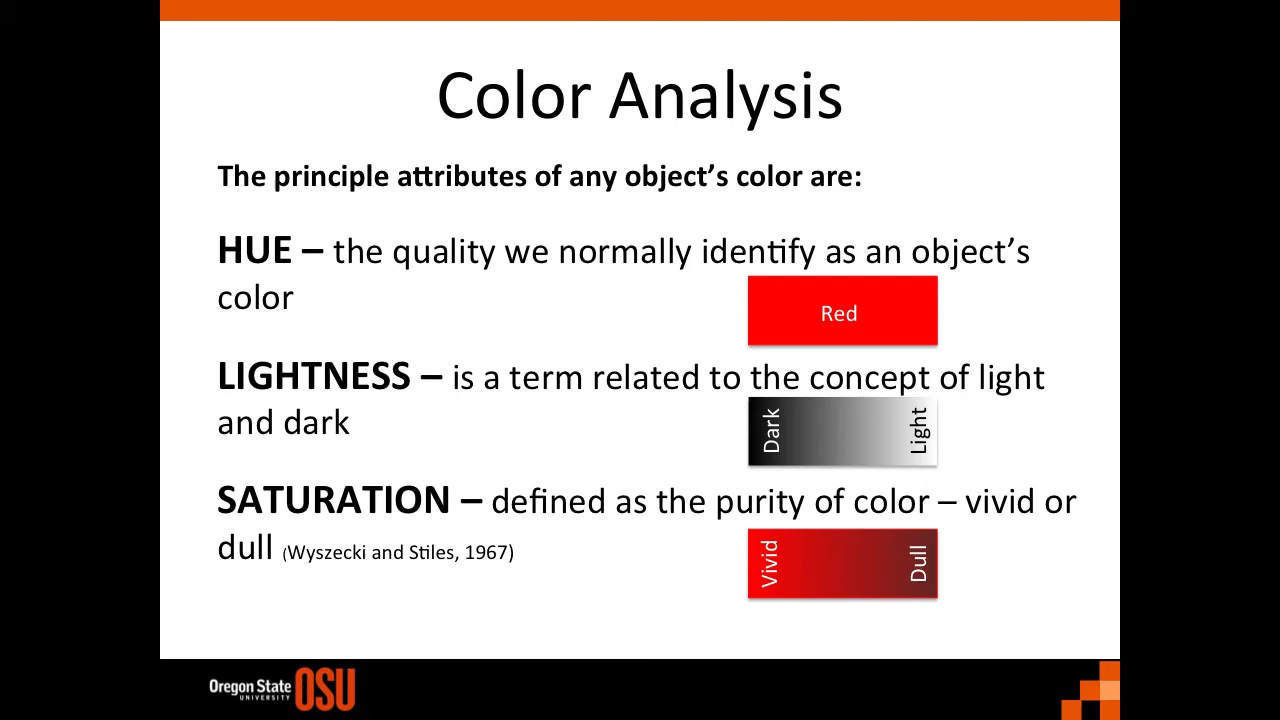 Color Analysis
The principle attributes of any object’s color are:
HUE – the quality we normally identify as an object’s
color
Red
LIGHTNESS – is a term related to the concept of light
and dark
Dark
Light
SATURATION – defined as the purity of color – vivid or
dull (Wyszecki and Stiles, 1967)
Vivid
Dull
Oregon State OSU
UNIVERSITY